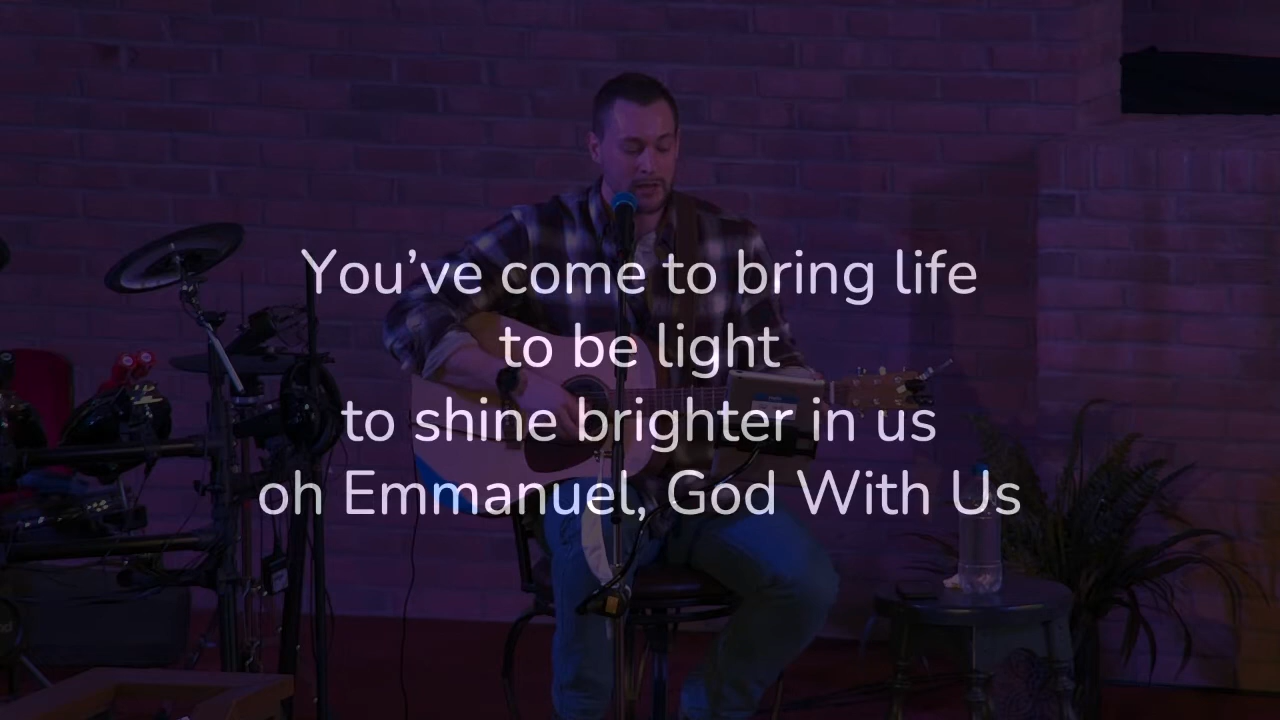 You’ve come to bring life
to be light
to shine brighter in us
oh Emmanuel, God With Us